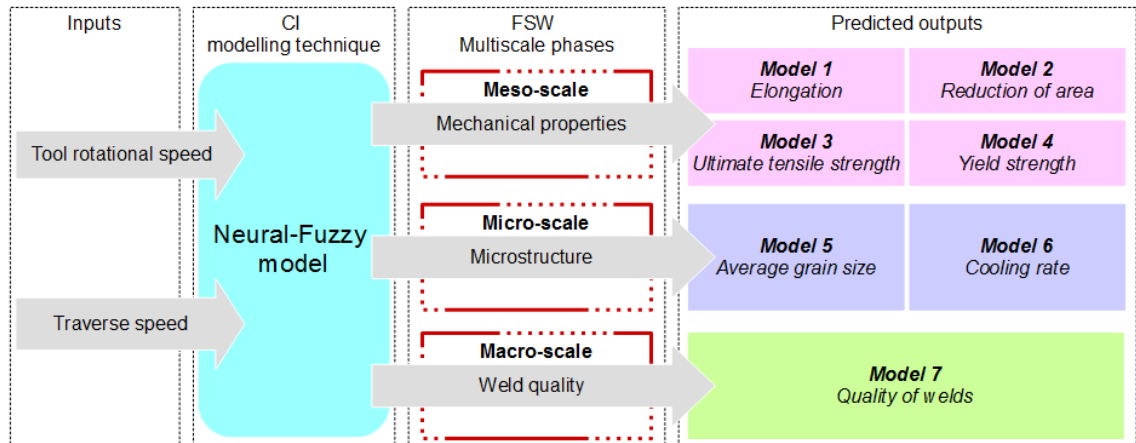 Inputs
CI
modelling technique
FSW
Multiscale phases
Predicted outputs
Tool rotational speed
Traverse speed
Neural-Fuzzy
model
Meso-scale
Mechanical properties
Micro-scale
Microstructure
Macro-scale
Weld quality
Model 1
Elongation
Model 2
Reduction of area
Model 3
Ultimate tensile strength
Model 4
Yield strength
Model 5
Average grain size
Model 6
Cooling rate
Model 7
Quality of welds